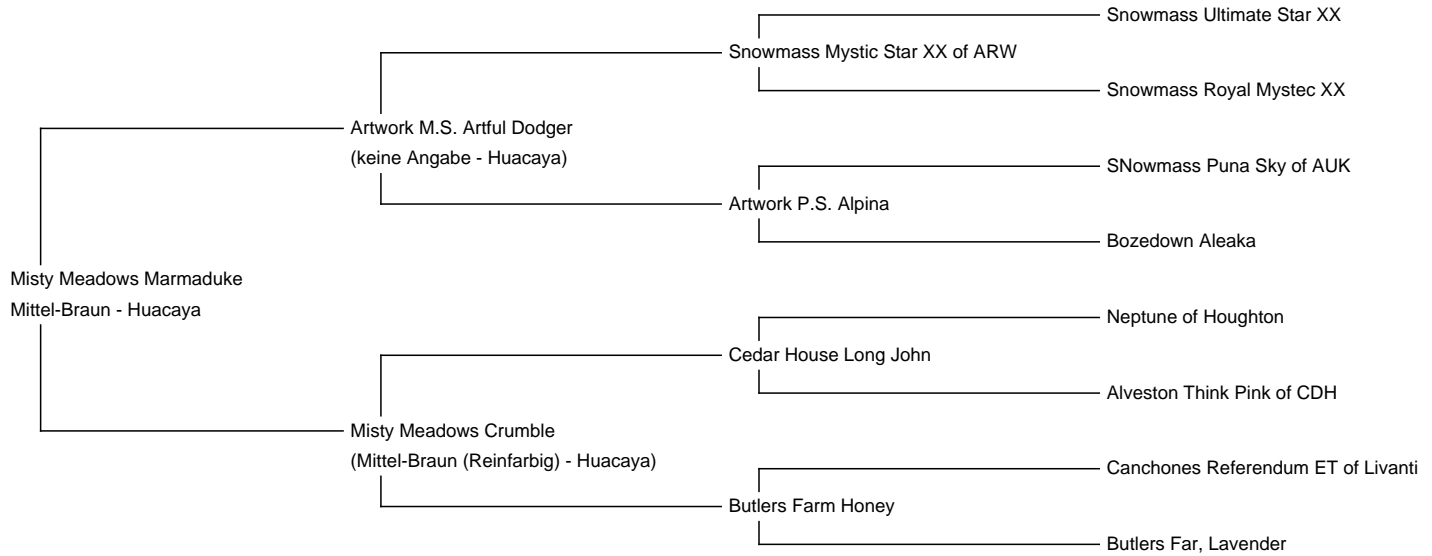 Snowmass Ultimate Star XX
Snowmass Mystic Star XX of ARW
Snowmass Royal Mystec XX
Artwork M.S. Artful Dodger
(keine Angabe - Huacaya)
SNowmass Puna Sky of AUK
Artwork P.S. Alpina
Bozedown Aleaka
Misty Meadows Marmaduke
Mittel-Braun - Huacaya
Neptune of Houghton
Cedar House Long John
Alveston Think Pink of CDH
Misty Meadows Crumble
(Mittel-Braun (Reinfarbig) - Huacaya)
Canchones Referendum ET of Livanti
Butlers Farm Honey
Butlers Far, Lavender